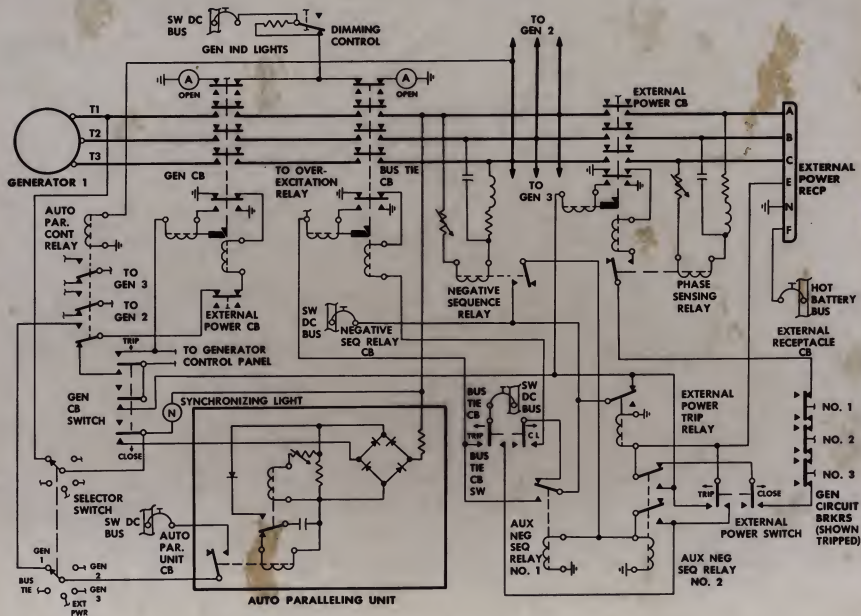 SW DC
BUS
DIMMING
CONTROL
GEN IND LIGHTS
TO
GEN 2
A
OPEN
A
OPEN
EXTERNAL
POWER CB
T1
T2
T3
GENERATOR 1
GEN CB
TO OVER-
EXCITATION
RELAY
BUS TIE
CB
TO
GEN 3
A
B
C
E
N
F
EXTERNAL
POWER
RECP
AUTO
PAR.
CONT
RELAY
TO
GEN 3
TO
GEN 2
EXTERNAL
POWER CB
SW
DC
BUS
NEGATIVE
SEQUENCE
RELAY
NEGATIVE
SEQ RELAY
CB
PHASE
SENSING
RELAY
HOT
BATTERY
BUS
EXTERNAL
RECEPTACLE
CB
TRIP
TO GENERATOR
CONTROL PANEL
GEN
CB
SWITCH
CLOSE
N
SYNCHRONIZING LIGHT
BUS
TIE
CB
SW
DC
BUS
TRIP
CL
BUS
TIE
CB
SW
EXTERNAL
POWER
TRIP
RELAY
NO. 1
NO. 2
NO. 3
TRIP
CLOSE
EXTERNAL
POWER SWITCH
GEN
CIRCUIT
BRKRS
(SHOWN
TRIPPED)
SELECTOR
SWITCH
SW DC
BUS
AUTO
PAR.
UNIT
CB
AUX
NEG
SEQ
RELAY
NO. 1
AUX NEG
SEQ RELAY
NO. 2
GEN
1
GEN
2
BUS
TIE
GEN
3
EXT
PWR
AUTO PARALLELING UNIT